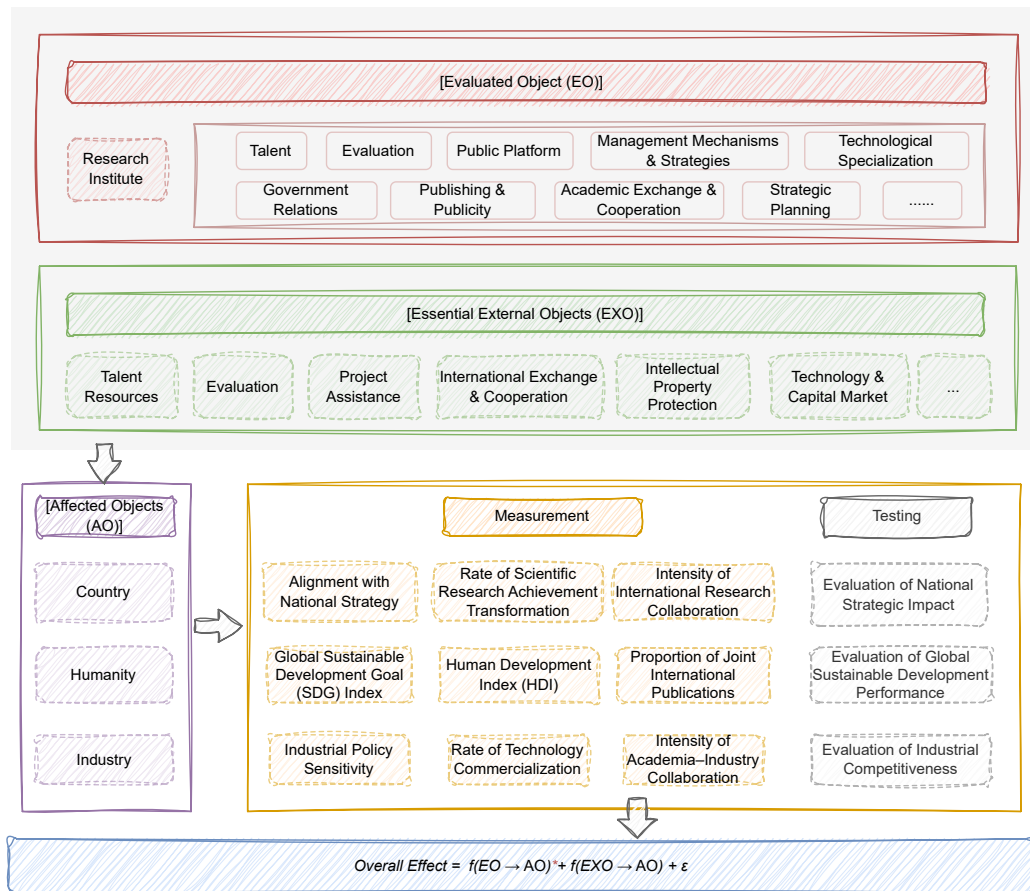 [Evaluated Object (EO)]
Research
Institute
Talent
Evaluation
Public Platform
Management Mechanisms
& Strategies
Technological
Specialization
Government
Relations
Publishing &
Publicity
Academic Exchange &
Cooperation
Strategic
Planning
......
[Essential External Objects (EXO)]
Talent
Resources
Evaluation
Project
Assistance
International Exchange
& Cooperation
Intellectual
Property
Protection
Technology &
Capital Market
...
[Affected Objects
(AO)]
Country
Humanity
Industry
Measurement
Testing
Alignment with
National Strategy
Rate of Scientific
Research Achievement
Transformation
Intensity of
International Research
Collaboration
Evaluation of National
Strategic Impact
Global Sustainable
Development Goal
(SDG) Index
Human Development
Index (HDI)
Proportion of Joint
International
Publications
Evaluation of Global
Sustainable Development
Performance
Industrial Policy
Sensitivity
Rate of Technology
Commercialization
Intensity of
Academia–Industry
Collaboration
Evaluation of Industrial
Competitiveness
Overall Effect = f(EO → AO)*+ f(EXO → AO) + ε